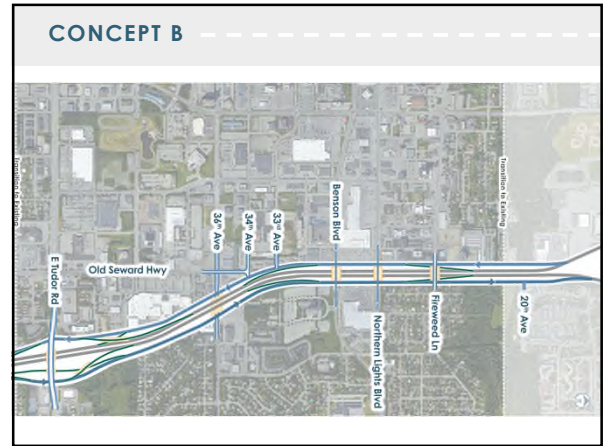 CONCEPT B
Transition to Existing
E Tudor Rd
Old Seward Hwy
36th Ave
34th Ave
33rd Ave
Benson Blvd
Northern Lights Blvd
Fireweed Ln
Transition to Existing
20th Ave